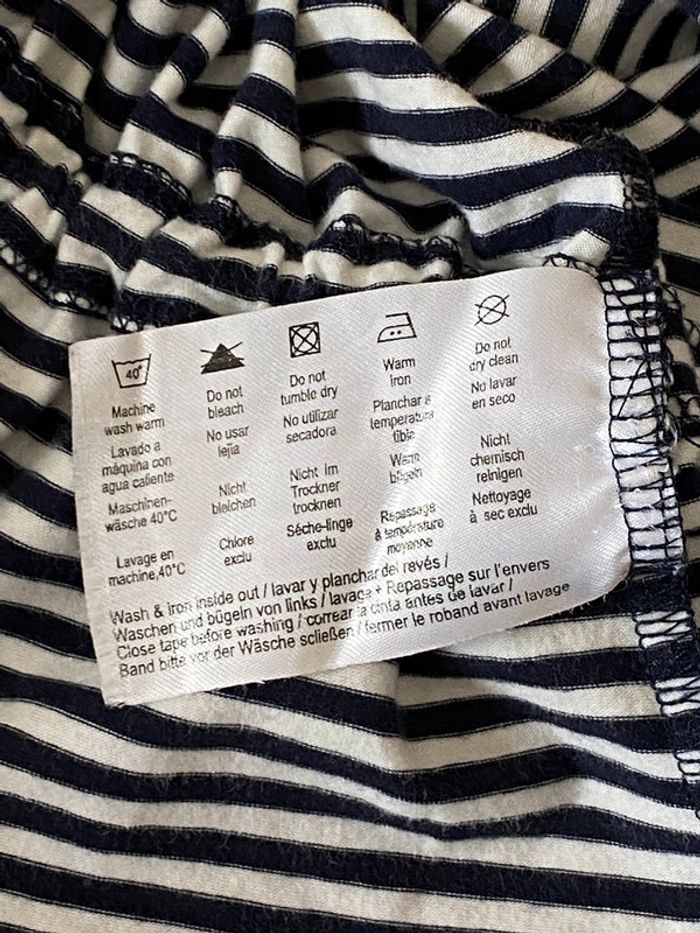 40°
Machine
wash warm
Lavado a
máquina con
agua caliente
Maschinen-
wäsche 40°C
Lavage en
machine,40°C
Do not
bleach
No usar
lejia
Nicht
bleichen
Chlore
exclu
Do not
tumble dry
No utilizar
secadora
Nicht im
Trockner
trocknen
Séche-linge
exclu
Warm
iron
Planchar a
temperatura
tibia
Warm
bügeln
Repassage
à température
moyenne
Do not
dry clean
No lavar
en seco
Nicht
chemisch
reinigen
Nettoyage
à sec exclu
Wash & iron inside out / lavar y planchar del revés /
Waschen und bügeln von links / lavage + Repassage sur l'envers
Close tape before washing / correar la cinta antes de lavar /
Band bitte vor der Wäsche schließen / fermer le roband avant lavage